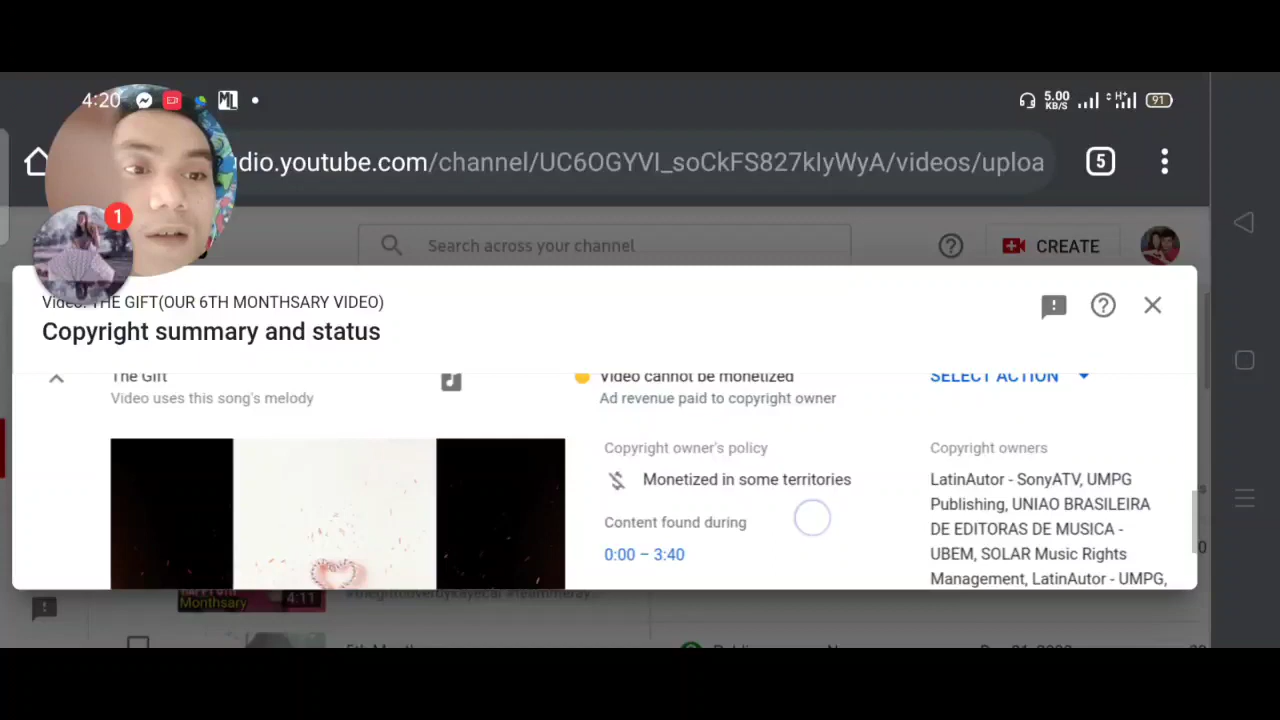 4:20
5.00
KB/S
H+
91
dio.youtube.com/channel/UC6OGYVI_soCkFS827kIyWyA/videos/uploa
5
1
Search across your channel
CREATE
Video: THE GIFT(OUR 6TH MONTHSARY VIDEO)
Copyright summary and status
The Gift
Video cannot be monetized
SELECT ACTION
Video uses this song's melody
Ad revenue paid to copyright owner
Copyright owner's policy
Copyright owners
Monetized in some territories
LatinAutor - SonyATV, UMPG
Publishing, UNIAO BRASILEIRA
Content found during
DE EDITORAS DE MUSICA -
0:00 – 3:40
UBEM, SOLAR Music Rights
Management, LatinAutor - UMPG,
Monthsary
4:11